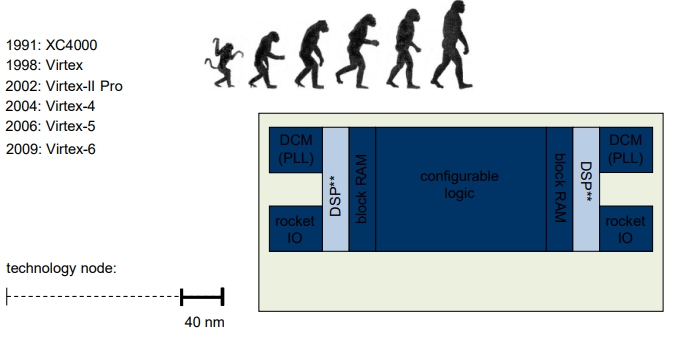 1991: XC4000
1998: Virtex
2002: Virtex-II Pro
2004: Virtex-4
2006: Virtex-5
2009: Virtex-6
technology node:
40 nm
DCM
(PLL)
rocket
IO
DSP**
block RAM
configurable
logic
block RAM
DSP**
DCM
(PLL)
rocket
IO